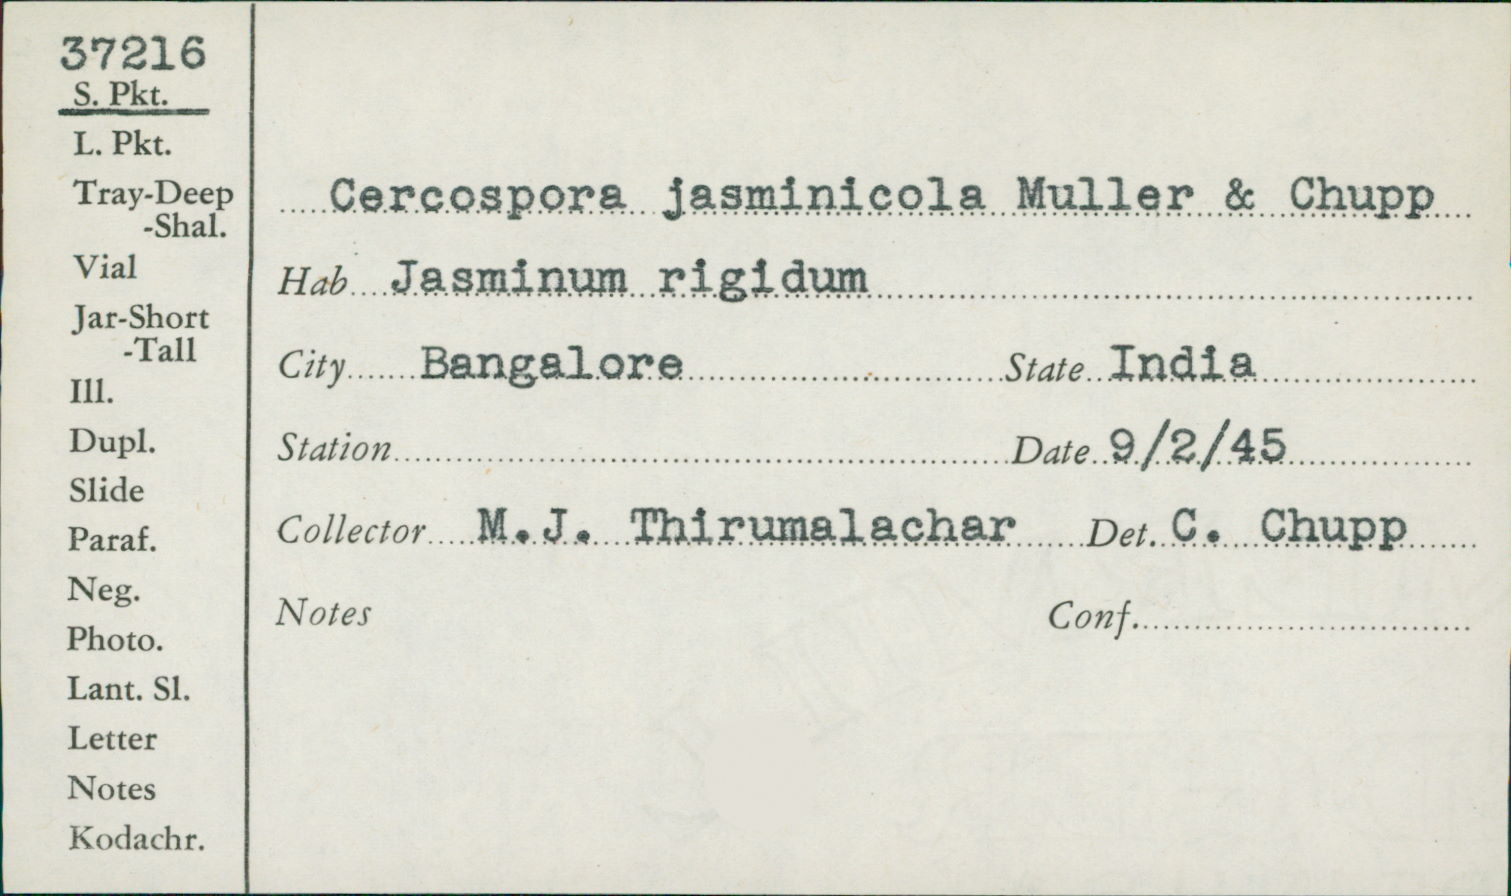 37216
S. Pkt.
L. Pkt.
Tray-Deep
-Shal.
Vial
Jar-Short
-Tall
Ill.
Dupl.
Slide
Paraf.
Neg.
Photo.
Lant. Sl.
Letter
Notes
Kodachr.
Cercospora jasminicola Muller & Chupp
Hab Jasminum rigidum
City Bangalore State India
Station Date 9/2/45
Collector M.J. Thirumalachar Det. C. Chupp
Notes Conf.